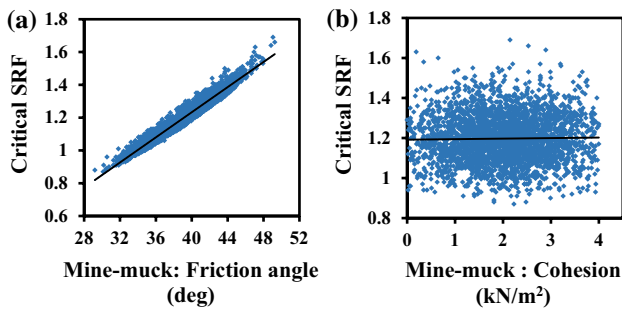 (a)
1.8
1.6
1.4
1.2
1
0.8
0.6
Critical SRF
28 32 36 40 44 48 52
Mine-muck: Friction angle
(deg)
(b)
1.8
1.6
1.4
1.2
1
0.8
Critical SRF
0 1 2 3 4
Mine-muck : Cohesion
(kN/m²)